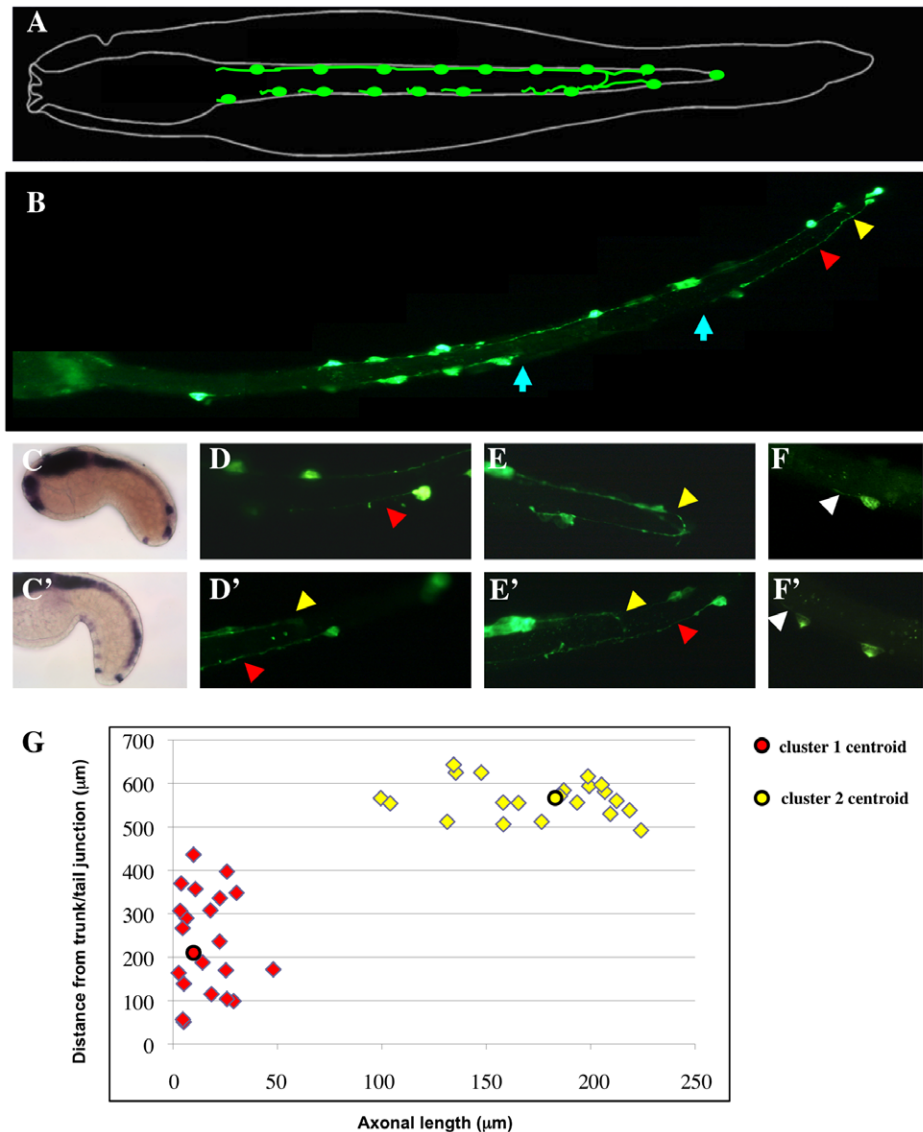 A
B
C
D
E
F
C'
D'
E'
F'
G
Distance from trunk/tail junction (μm)
700
600
500
400
300
200
100
0
0 50 100 150 200 250
Axonal length (μm)
cluster 1 centroid
cluster 2 centroid